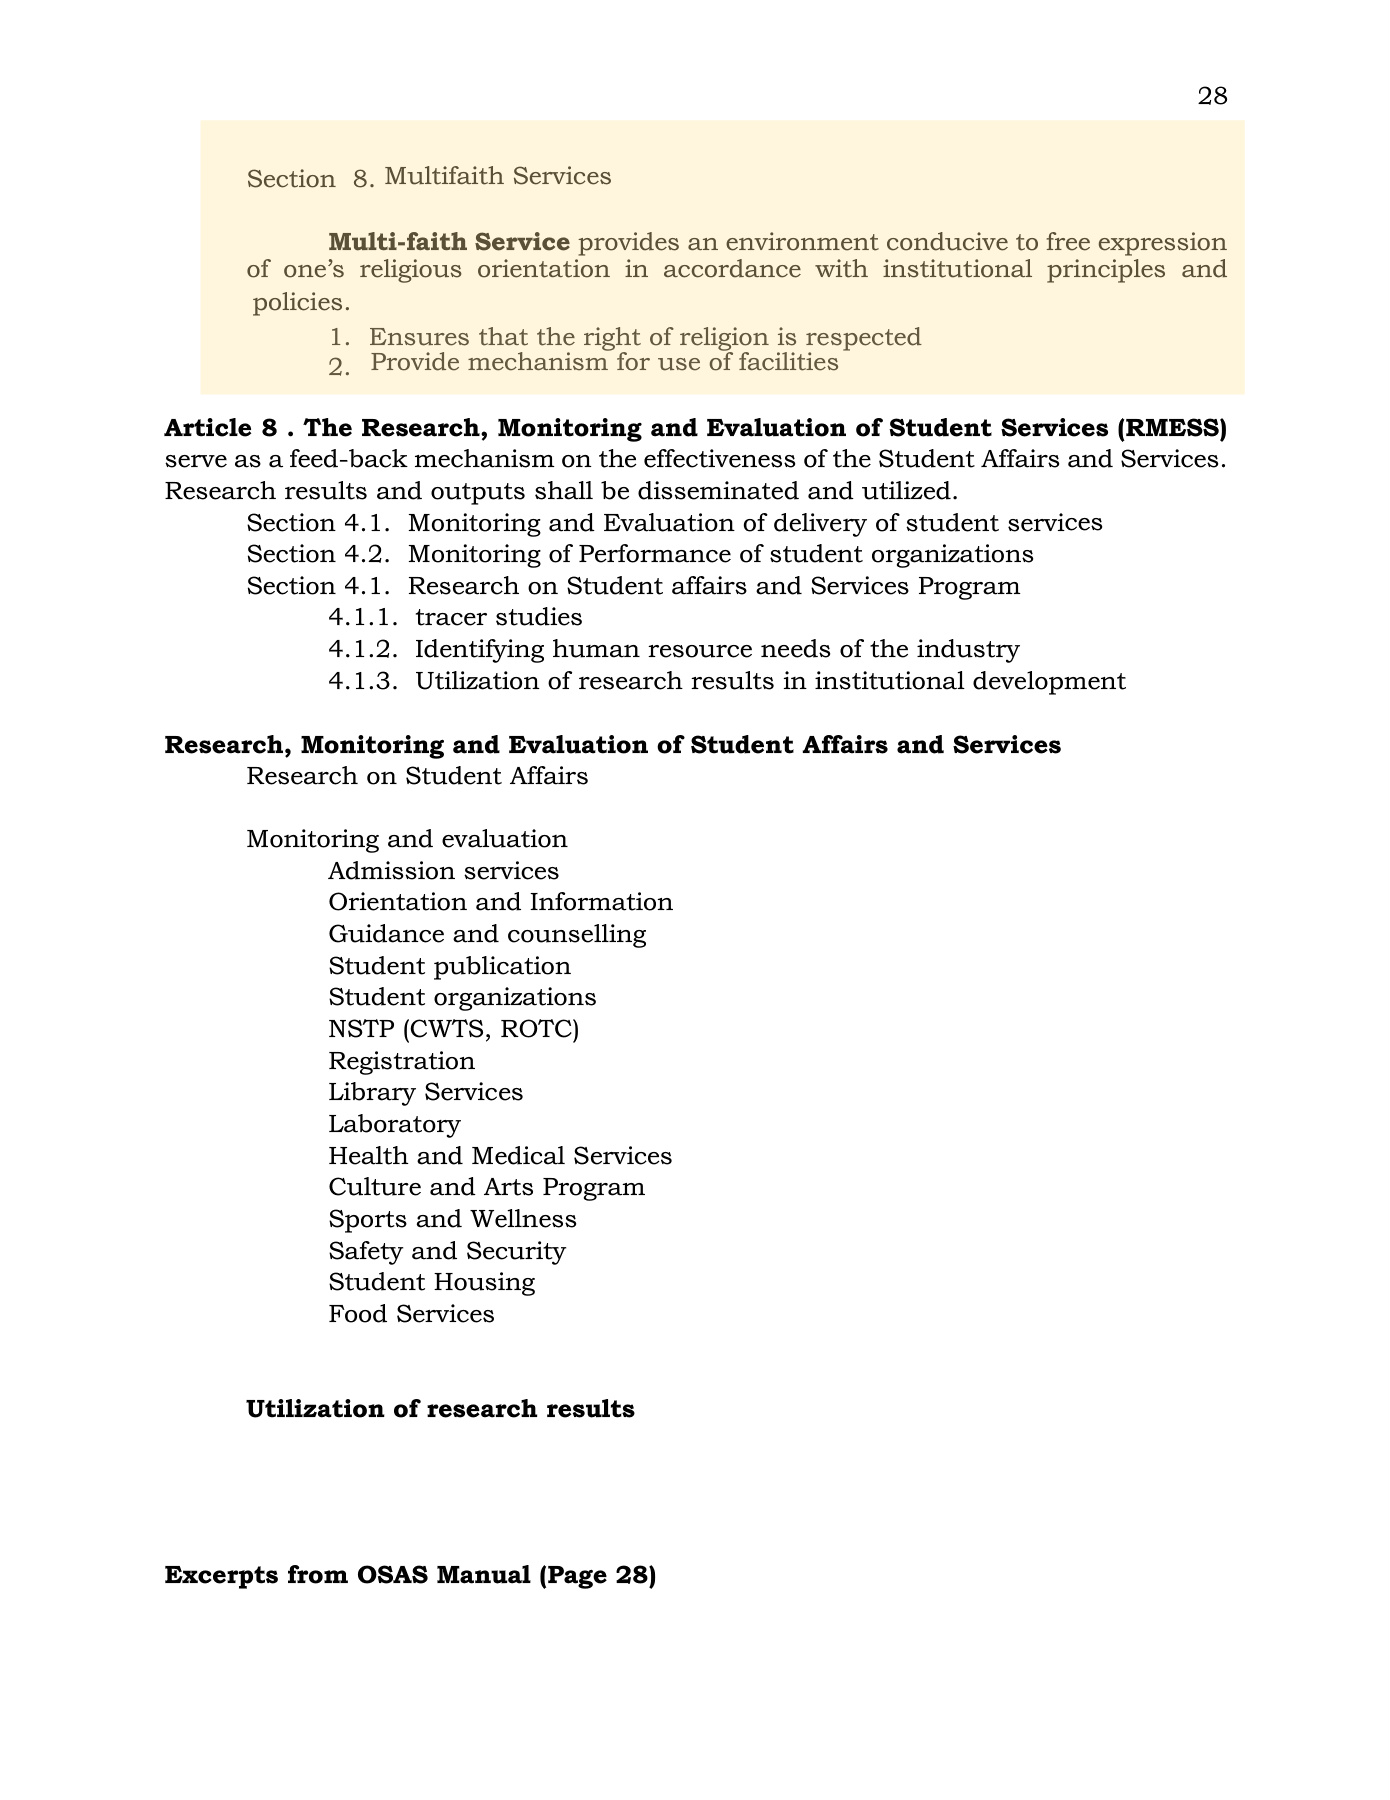 28
Section 8. Multifaith Services
Multi-faith Service provides an environment conducive to free expression
of one’s religious orientation in accordance with institutional principles and
policies.
1. Ensures that the right of religion is respected
2. Provide mechanism for use of facilities
Article 8 . The Research, Monitoring and Evaluation of Student Services (RMESS)
serve as a feed-back mechanism on the effectiveness of the Student Affairs and Services.
Research results and outputs shall be disseminated and utilized.
Section 4.1. Monitoring and Evaluation of delivery of student services
Section 4.2. Monitoring of Performance of student organizations
Section 4.1. Research on Student affairs and Services Program
4.1.1. tracer studies
4.1.2. Identifying human resource needs of the industry
4.1.3. Utilization of research results in institutional development
Research, Monitoring and Evaluation of Student Affairs and Services
Research on Student Affairs
Monitoring and evaluation
Admission services
Orientation and Information
Guidance and counselling
Student publication
Student organizations
NSTP (CWTS, ROTC)
Registration
Library Services
Laboratory
Health and Medical Services
Culture and Arts Program
Sports and Wellness
Safety and Security
Student Housing
Food Services
Utilization of research results
Excerpts from OSAS Manual (Page 28)